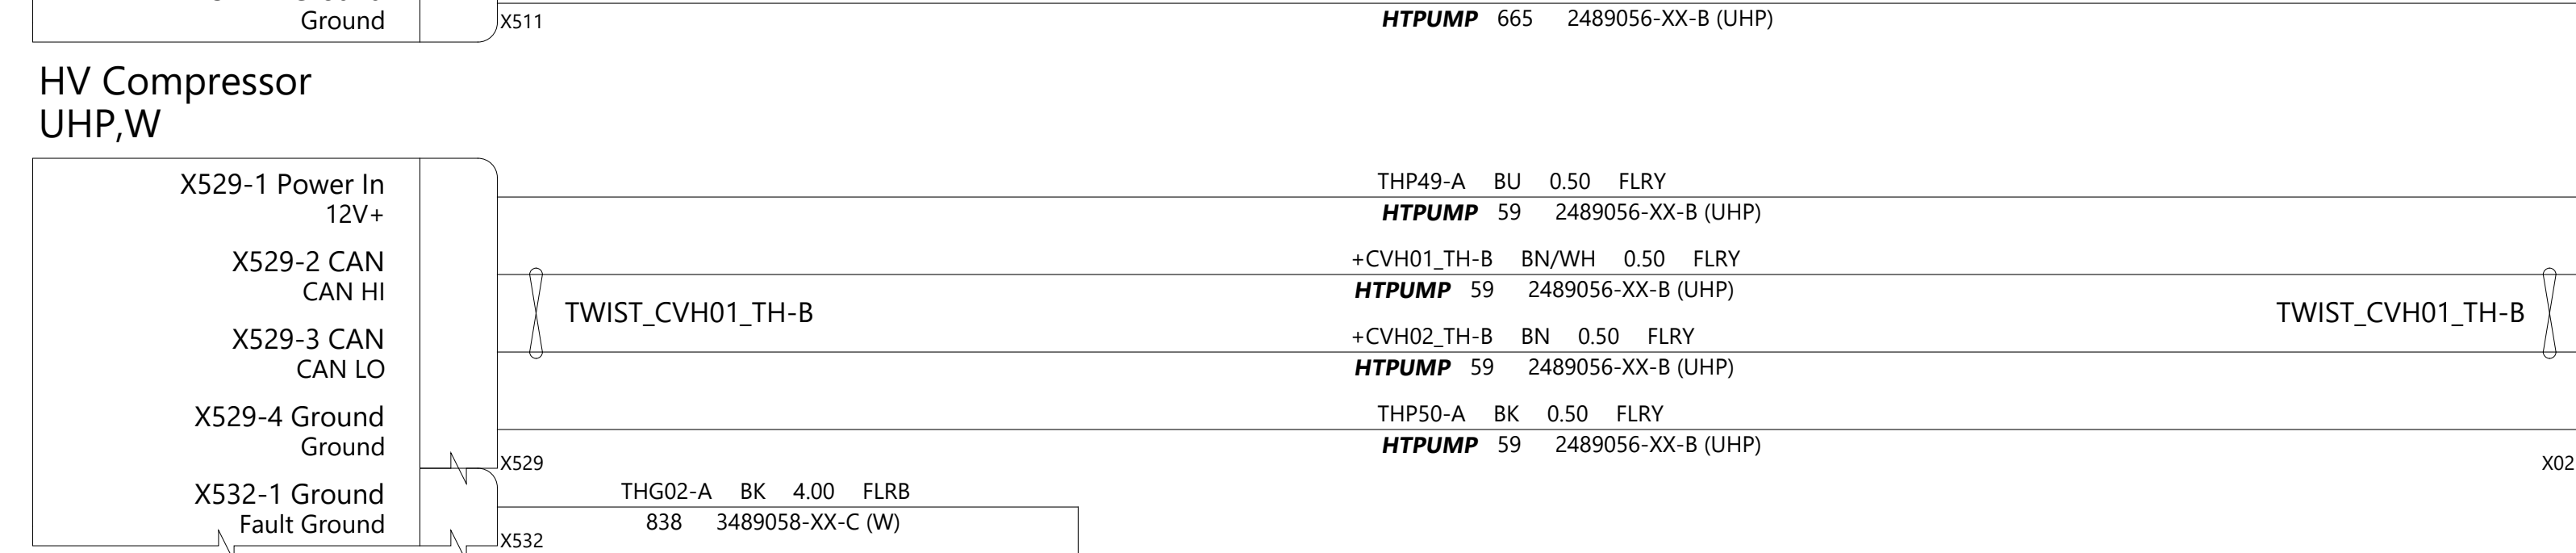 Ground
X511
HTPUMP 665 2489056-XX-B (UHP)
HV Compressor
UHP,W
X529-1 Power In
12V+
THP49-A BU 0.50 FLRY
HTPUMP 59 2489056-XX-B (UHP)
X529-2 CAN
CAN HI
+CVH01_TH-B BN/WH 0.50 FLRY
HTPUMP 59 2489056-XX-B (UHP)
TWIST_CVH01_TH-B
TWIST_CVH01_TH-B
X529-3 CAN
CAN LO
+CVH02_TH-B BN 0.50 FLRY
HTPUMP 59 2489056-XX-B (UHP)
X529-4 Ground
Ground
THP50-A BK 0.50 FLRY
HTPUMP 59 2489056-XX-B (UHP)
X529
X02
X532-1 Ground
Fault Ground
THG02-A BK 4.00 FLRB
838 3489058-XX-C (W)
X532